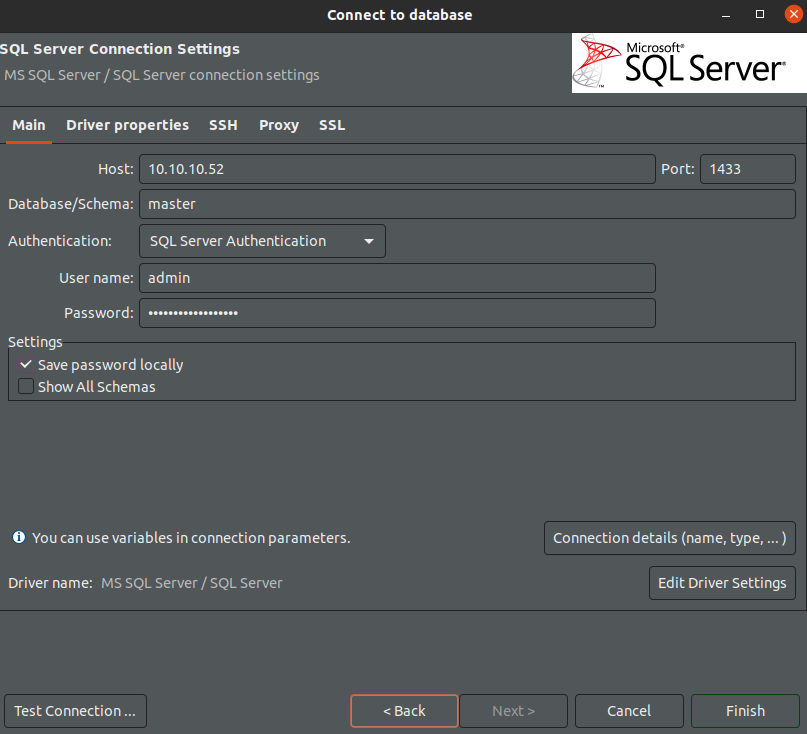 Connect to database
SQL Server Connection Settings
MS SQL Server / SQL Server connection settings
Microsoft®
SQL Server®
™
Main Driver properties SSH Proxy SSL
Host: 10.10.10.52 Port: 1433
Database/Schema: master
Authentication: SQL Server Authentication
User name: admin
Password: ••••••••••••••••••
Settings
Save password locally
Show All Schemas
You can use variables in connection parameters. Connection details (name, type, ... )
Driver name: MS SQL Server / SQL Server Edit Driver Settings
Test Connection ... < Back Next > Cancel Finish